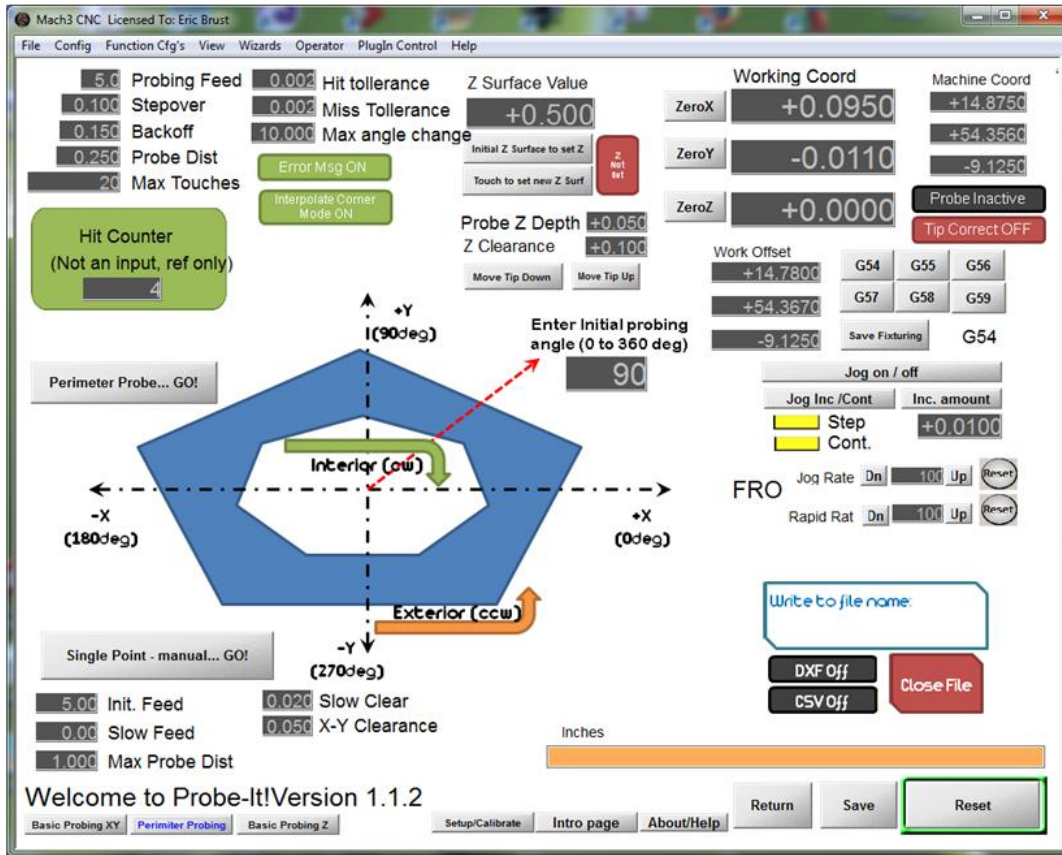 Mach3 CNC Licensed To: Eric Brust
File Config Function Cfg's View Wizards Operator PlugIn Control Help
5.0 Probing Feed
0.100 Stepover
0.150 Backoff
0.250 Probe Dist
20 Max Touches
0.002 Hit tollerance
0.002 Miss Tollerance
10.000 Max angle change
Error Msg ON
Interpolate Corner
Mode ON
Hit Counter
(Not an input, ref only)
4
Z Surface Value
+0.500
Initial Z Surface to set Z
Touch to set new Z Surf
Z
Not
Set
Probe Z Depth +0.050
Z Clearance +0.100
Move Tip Down Move Tip Up
Working Coord
ZeroX +0.0950
ZeroY -0.0110
ZeroZ +0.0000
Machine Coord
+14.8750
+54.3560
-9.1250
Probe Inactive
Tip Correct OFF
Work Offset
+14.7800
+54.3670
-9.1250
G54 G55 G56
G57 G58 G59
Save Fixturing G54
Jog on / off
Jog Inc /Cont Inc. amount
Step
Cont.
+0.0100
FRO
Jog Rate Dn 100 Up Reset
Rapid Rat Dn 100 Up Reset
Perimeter Probe... GO!
+Y
(90deg)
Enter Initial probing
angle (0 to 360 deg)
90
Interior (cw)
-X
(180deg)
+X
(0deg)
Exterior (ccw)
-Y
(270deg)
Single Point - manual... GO!
5.00 Init. Feed
0.00 Slow Feed
1.000 Max Probe Dist
0.020 Slow Clear
0.050 X-Y Clearance
Write to file name:
DXF Off
CSV Off
Close File
Inches
Welcome to Probe-It!Version 1.1.2
Basic Probing XY Perimiter Probing Basic Probing Z
Setup/Calibrate Intro page About/Help
Return Save Reset